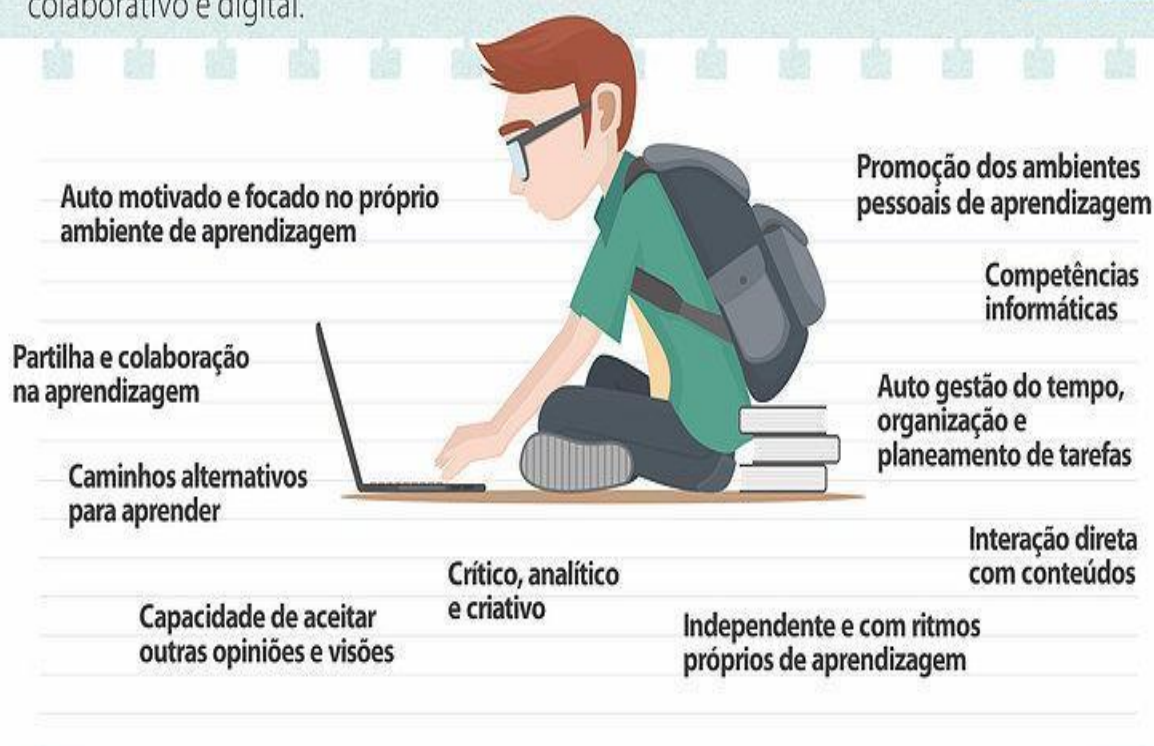 colaborativo e digital.
Auto motivado e focado no próprio
ambiente de aprendizagem
Promoção dos ambientes
pessoais de aprendizagem
Competências
informáticas
Partilha e colaboração
na aprendizagem
Auto gestão do tempo,
organização e
planeamento de tarefas
Caminhos alternativos
para aprender
Interação direta
com conteúdos
Crítico, analítico
e criativo
Capacidade de aceitar
outras opiniões e visões
Independente e com ritmos
próprios de aprendizagem